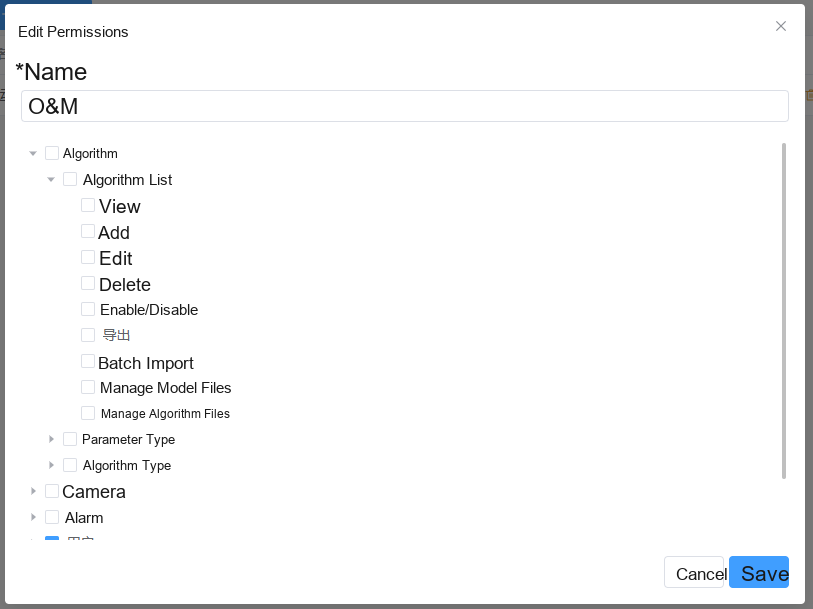 Edit Permissions
*Name
O&M
Algorithm
Algorithm List
View
Add
Edit
Delete
Enable/Disable
导出
Batch Import
Manage Model Files
Manage Algorithm Files
Parameter Type
Algorithm Type
Camera
Alarm
Cancel
Save